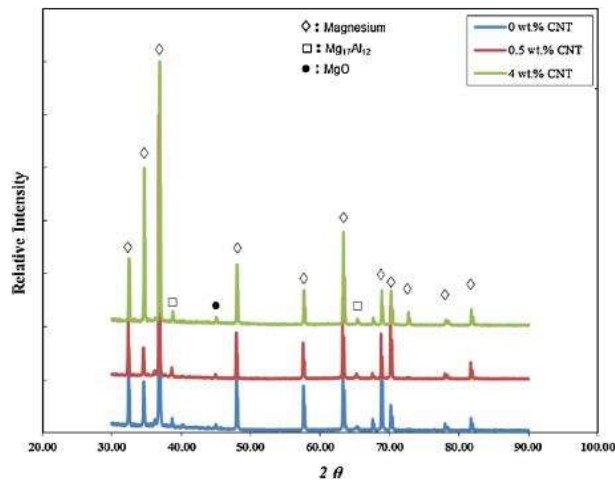 ◇ : Magnesium
□ : Mg₁₇Al₁₂
● : MgO
0 wt.% CNT
0.5 wt.% CNT
4 wt.% CNT
Relative Intensity
20.00 30.00 40.00 50.00 60.00 70.00 80.00 90.00 100.00
2 θ